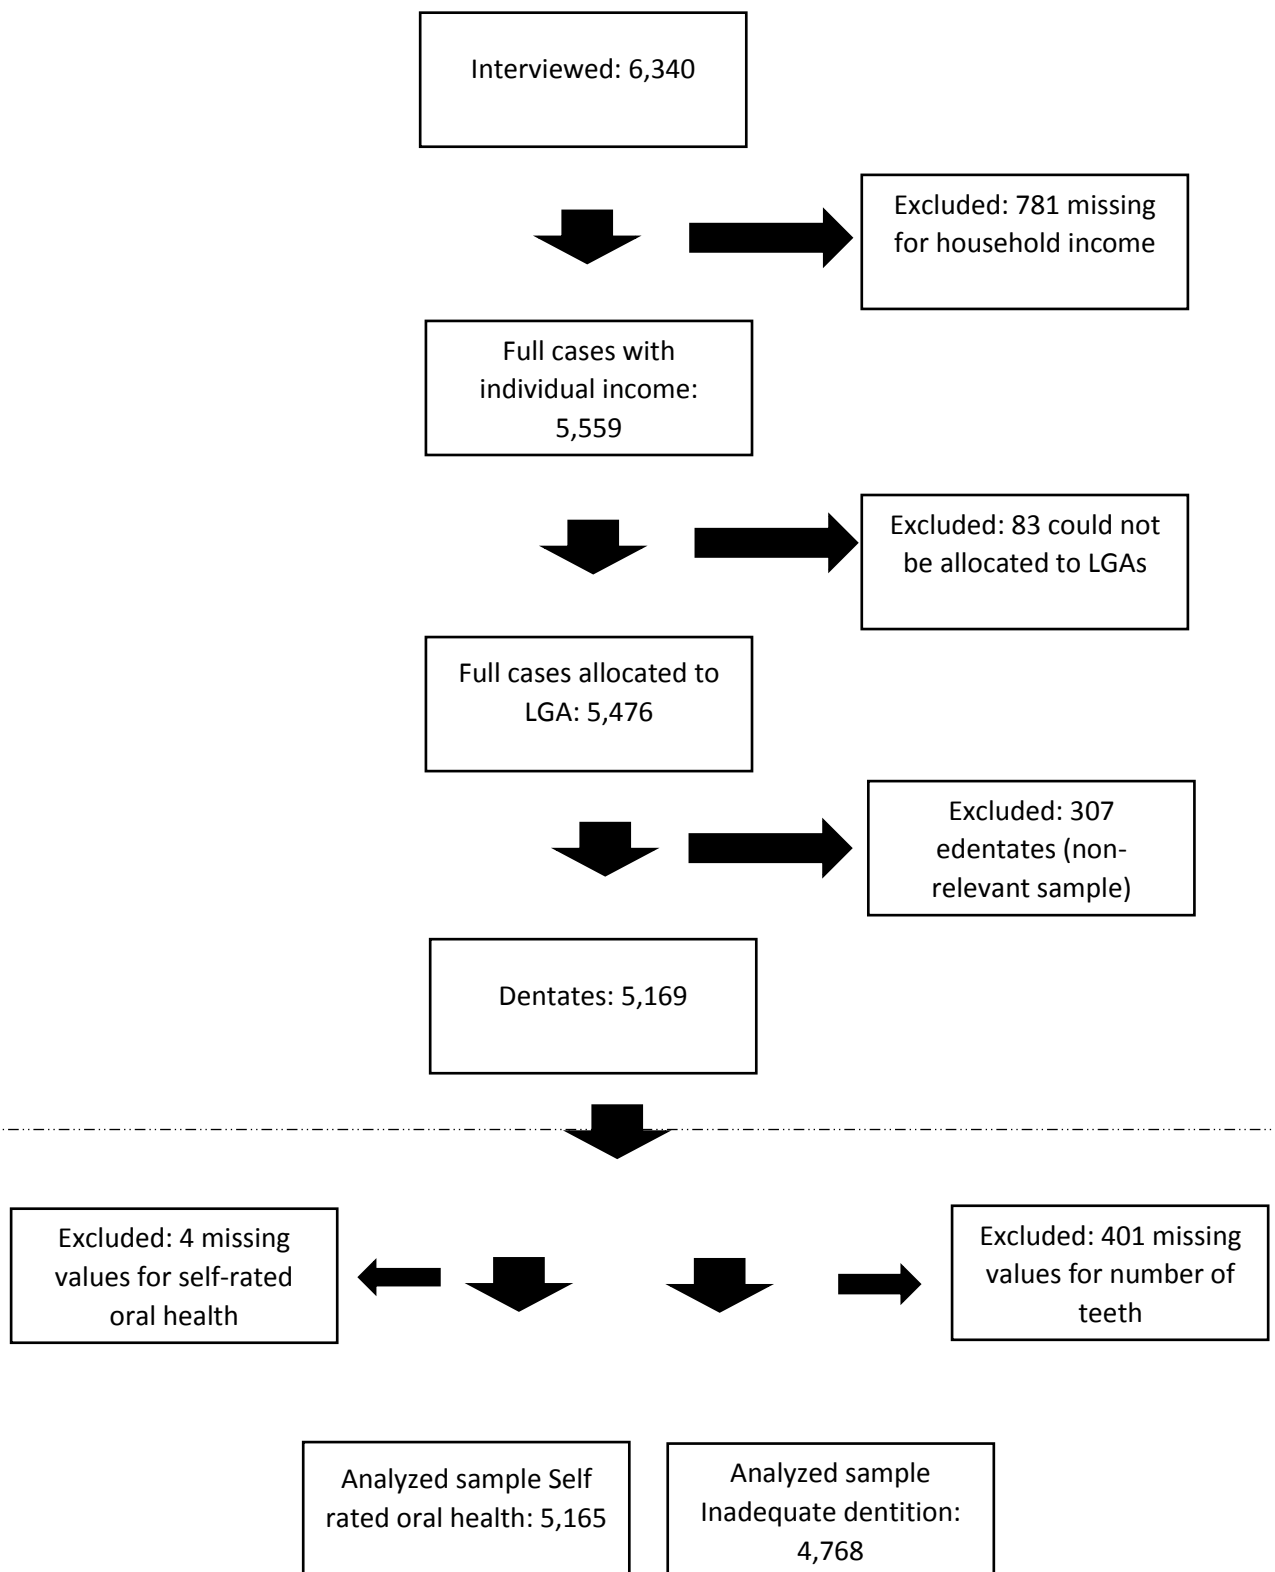 Interviewed: 6,340
Excluded: 781 missing
for household income
Full cases with
individual income:
5,559
Excluded: 83 could not
be allocated to LGAs
Full cases allocated to
LGA: 5,476
Excluded: 307
edentates (non-
relevant sample)
Dentates: 5,169
Excluded: 4 missing
values for self-rated
oral health
Excluded: 401 missing
values for number of
teeth
Analyzed sample Self
rated oral health: 5,165
Analyzed sample
Inadequate dentition:
4,768